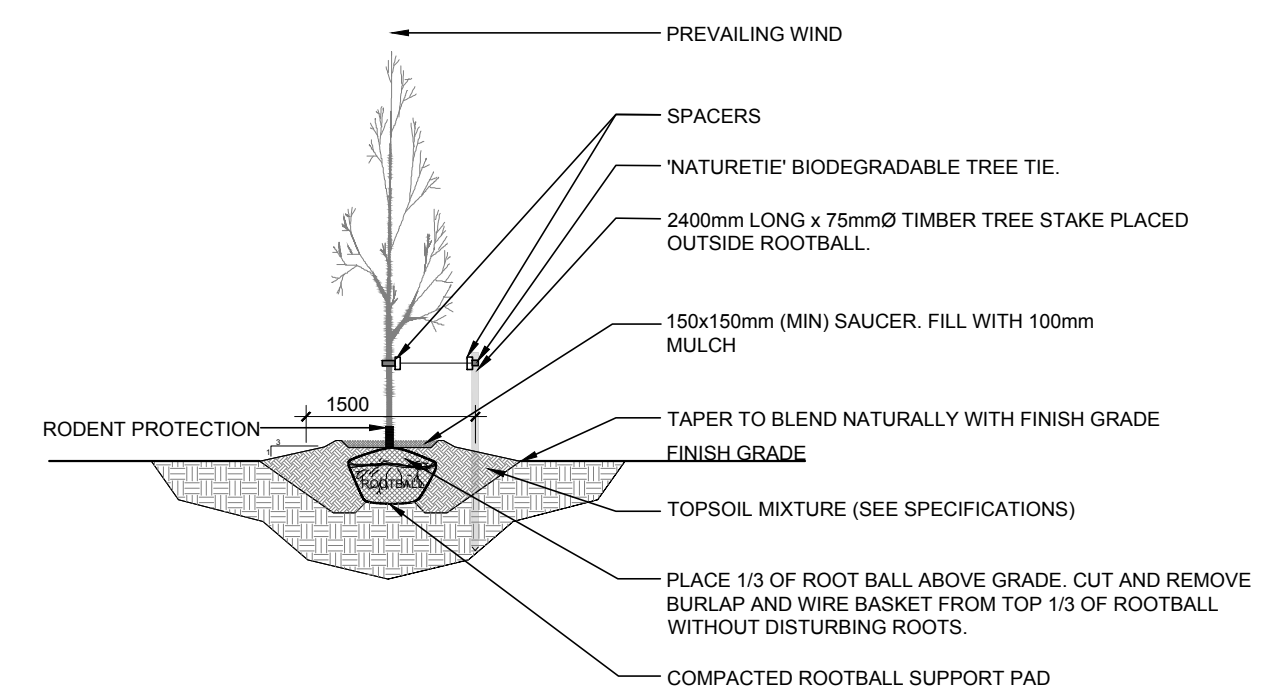 PREVAILING WIND
SPACERS
'NATURETIE' BIODEGRADABLE TREE TIE.
2400mm LONG x 75mmØ TIMBER TREE STAKE PLACED
OUTSIDE ROOTBALL.
150x150mm (MIN) SAUCER. FILL WITH 100mm
MULCH
1500
TAPER TO BLEND NATURALLY WITH FINISH GRADE
RODENT PROTECTION
3
1
FINISH GRADE
ROOTBALL
TOPSOIL MIXTURE (SEE SPECIFICATIONS)
PLACE 1/3 OF ROOT BALL ABOVE GRADE. CUT AND REMOVE
BURLAP AND WIRE BASKET FROM TOP 1/3 OF ROOTBALL
WITHOUT DISTURBING ROOTS.
COMPACTED ROOTBALL SUPPORT PAD